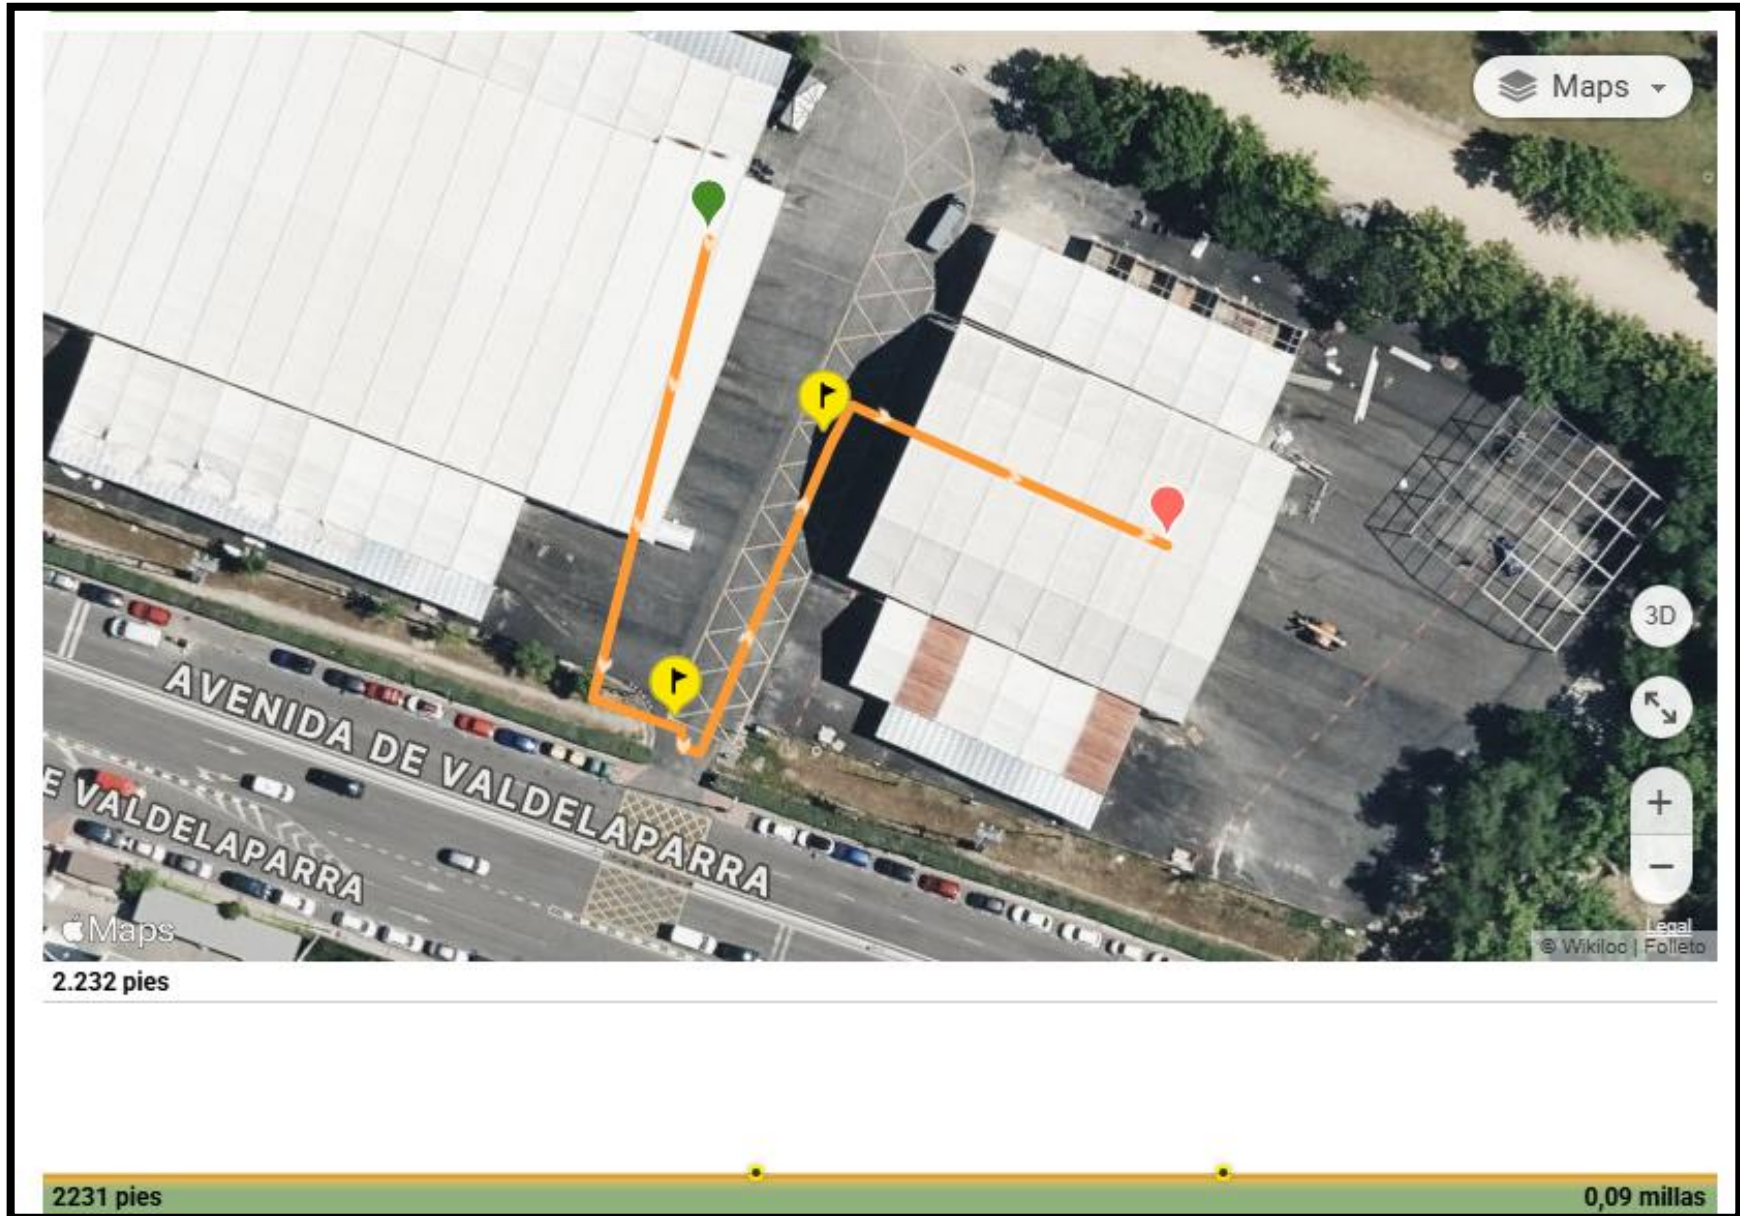 Maps
3D
AVENIDA DE VALDELAPARRA
E VALDELAPARRA
+
−
Maps
Legal
© Wikiloc | Folleto
2.232 pies
2231 pies
0,09 millas